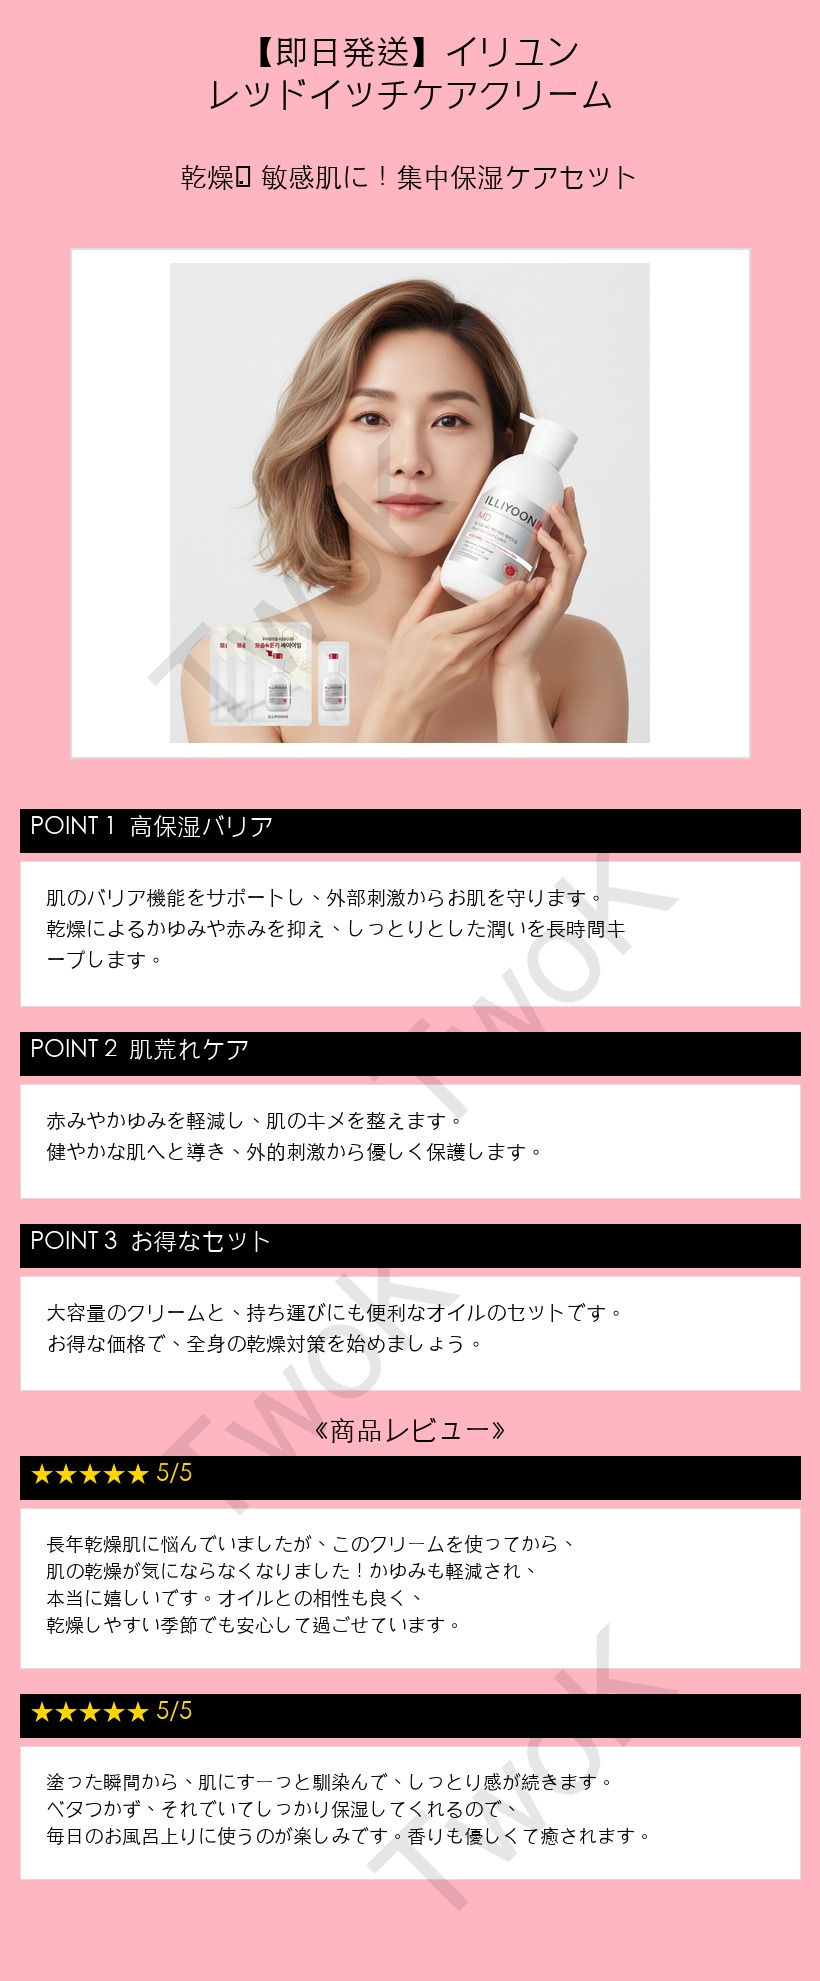 【即日発送】イリユン
レッドイッチケアクリーム
乾燥 敏感肌に！集中保湿ケアセット
ILLIYOON
MD
ILLIYOON
TwoK
POINT 1 高保湿バリア
肌のバリア機能をサポートし、外部刺激からお肌を守ります。
乾燥によるかゆみや赤みを抑え、しっとりとした潤いを長時間キ
ープします。
TwoK
POINT 2 肌荒れケア
赤みやかゆみを軽減し、肌のキメを整えます。
健やかな肌へと導き、外的刺激から優しく保護します。
POINT 3 お得なセット
大容量のクリームと、持ち運びにも便利なオイルのセットです。
お得な価格で、全身の乾燥対策を始めましょう。
TwoK
《商品レビュー》
★★★★★ 5/5
長年乾燥肌に悩んでいましたが、このクリームを使ってから、
肌の乾燥が気にならなくなりました！かゆみも軽減され、
本当に嬉しいです。オイルとの相性も良く、
乾燥しやすい季節でも安心して過ごせています。
★★★★★ 5/5
塗った瞬間から、肌にすーっと馴染んで、しっとり感が続きます。
ベタつかず、それでいてしっかり保湿してくれるので、
毎日のお風呂上りに使うのが楽しみです。香りも優しくて癒されます。
TwoK